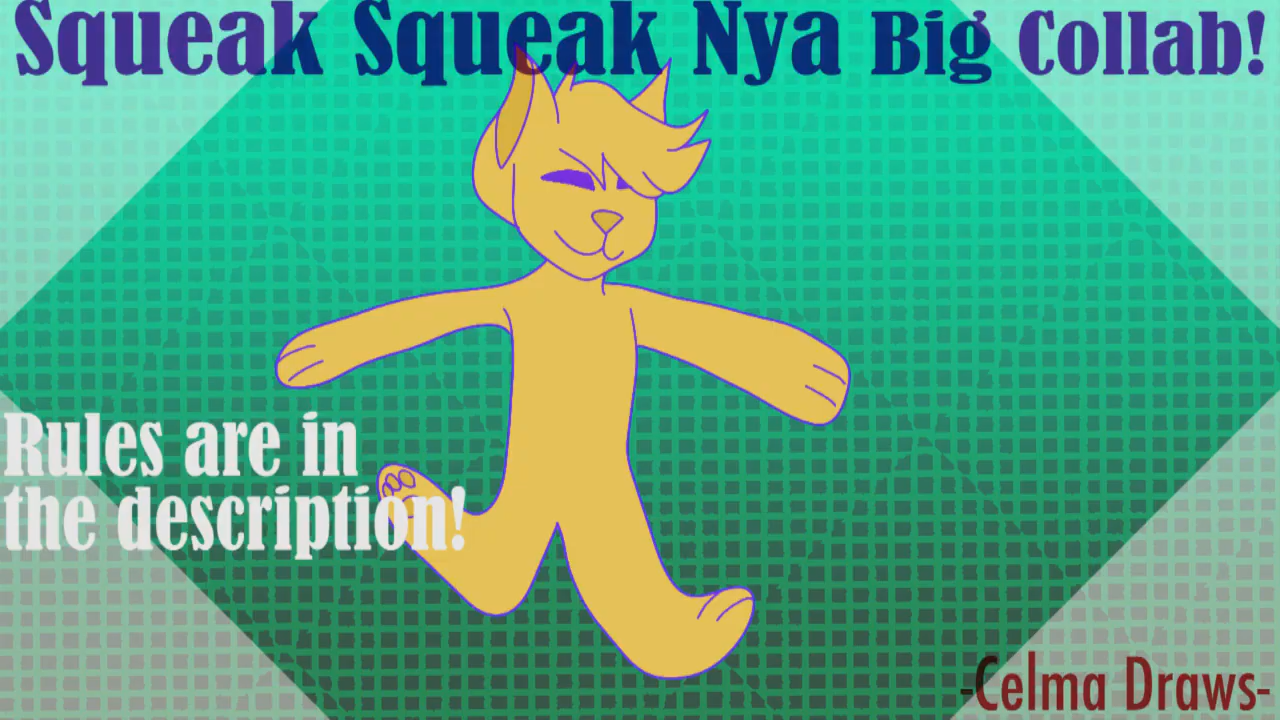 Squeak Squeak Nya Big Collab!
Rules are in
the description!
-Celma Draws-